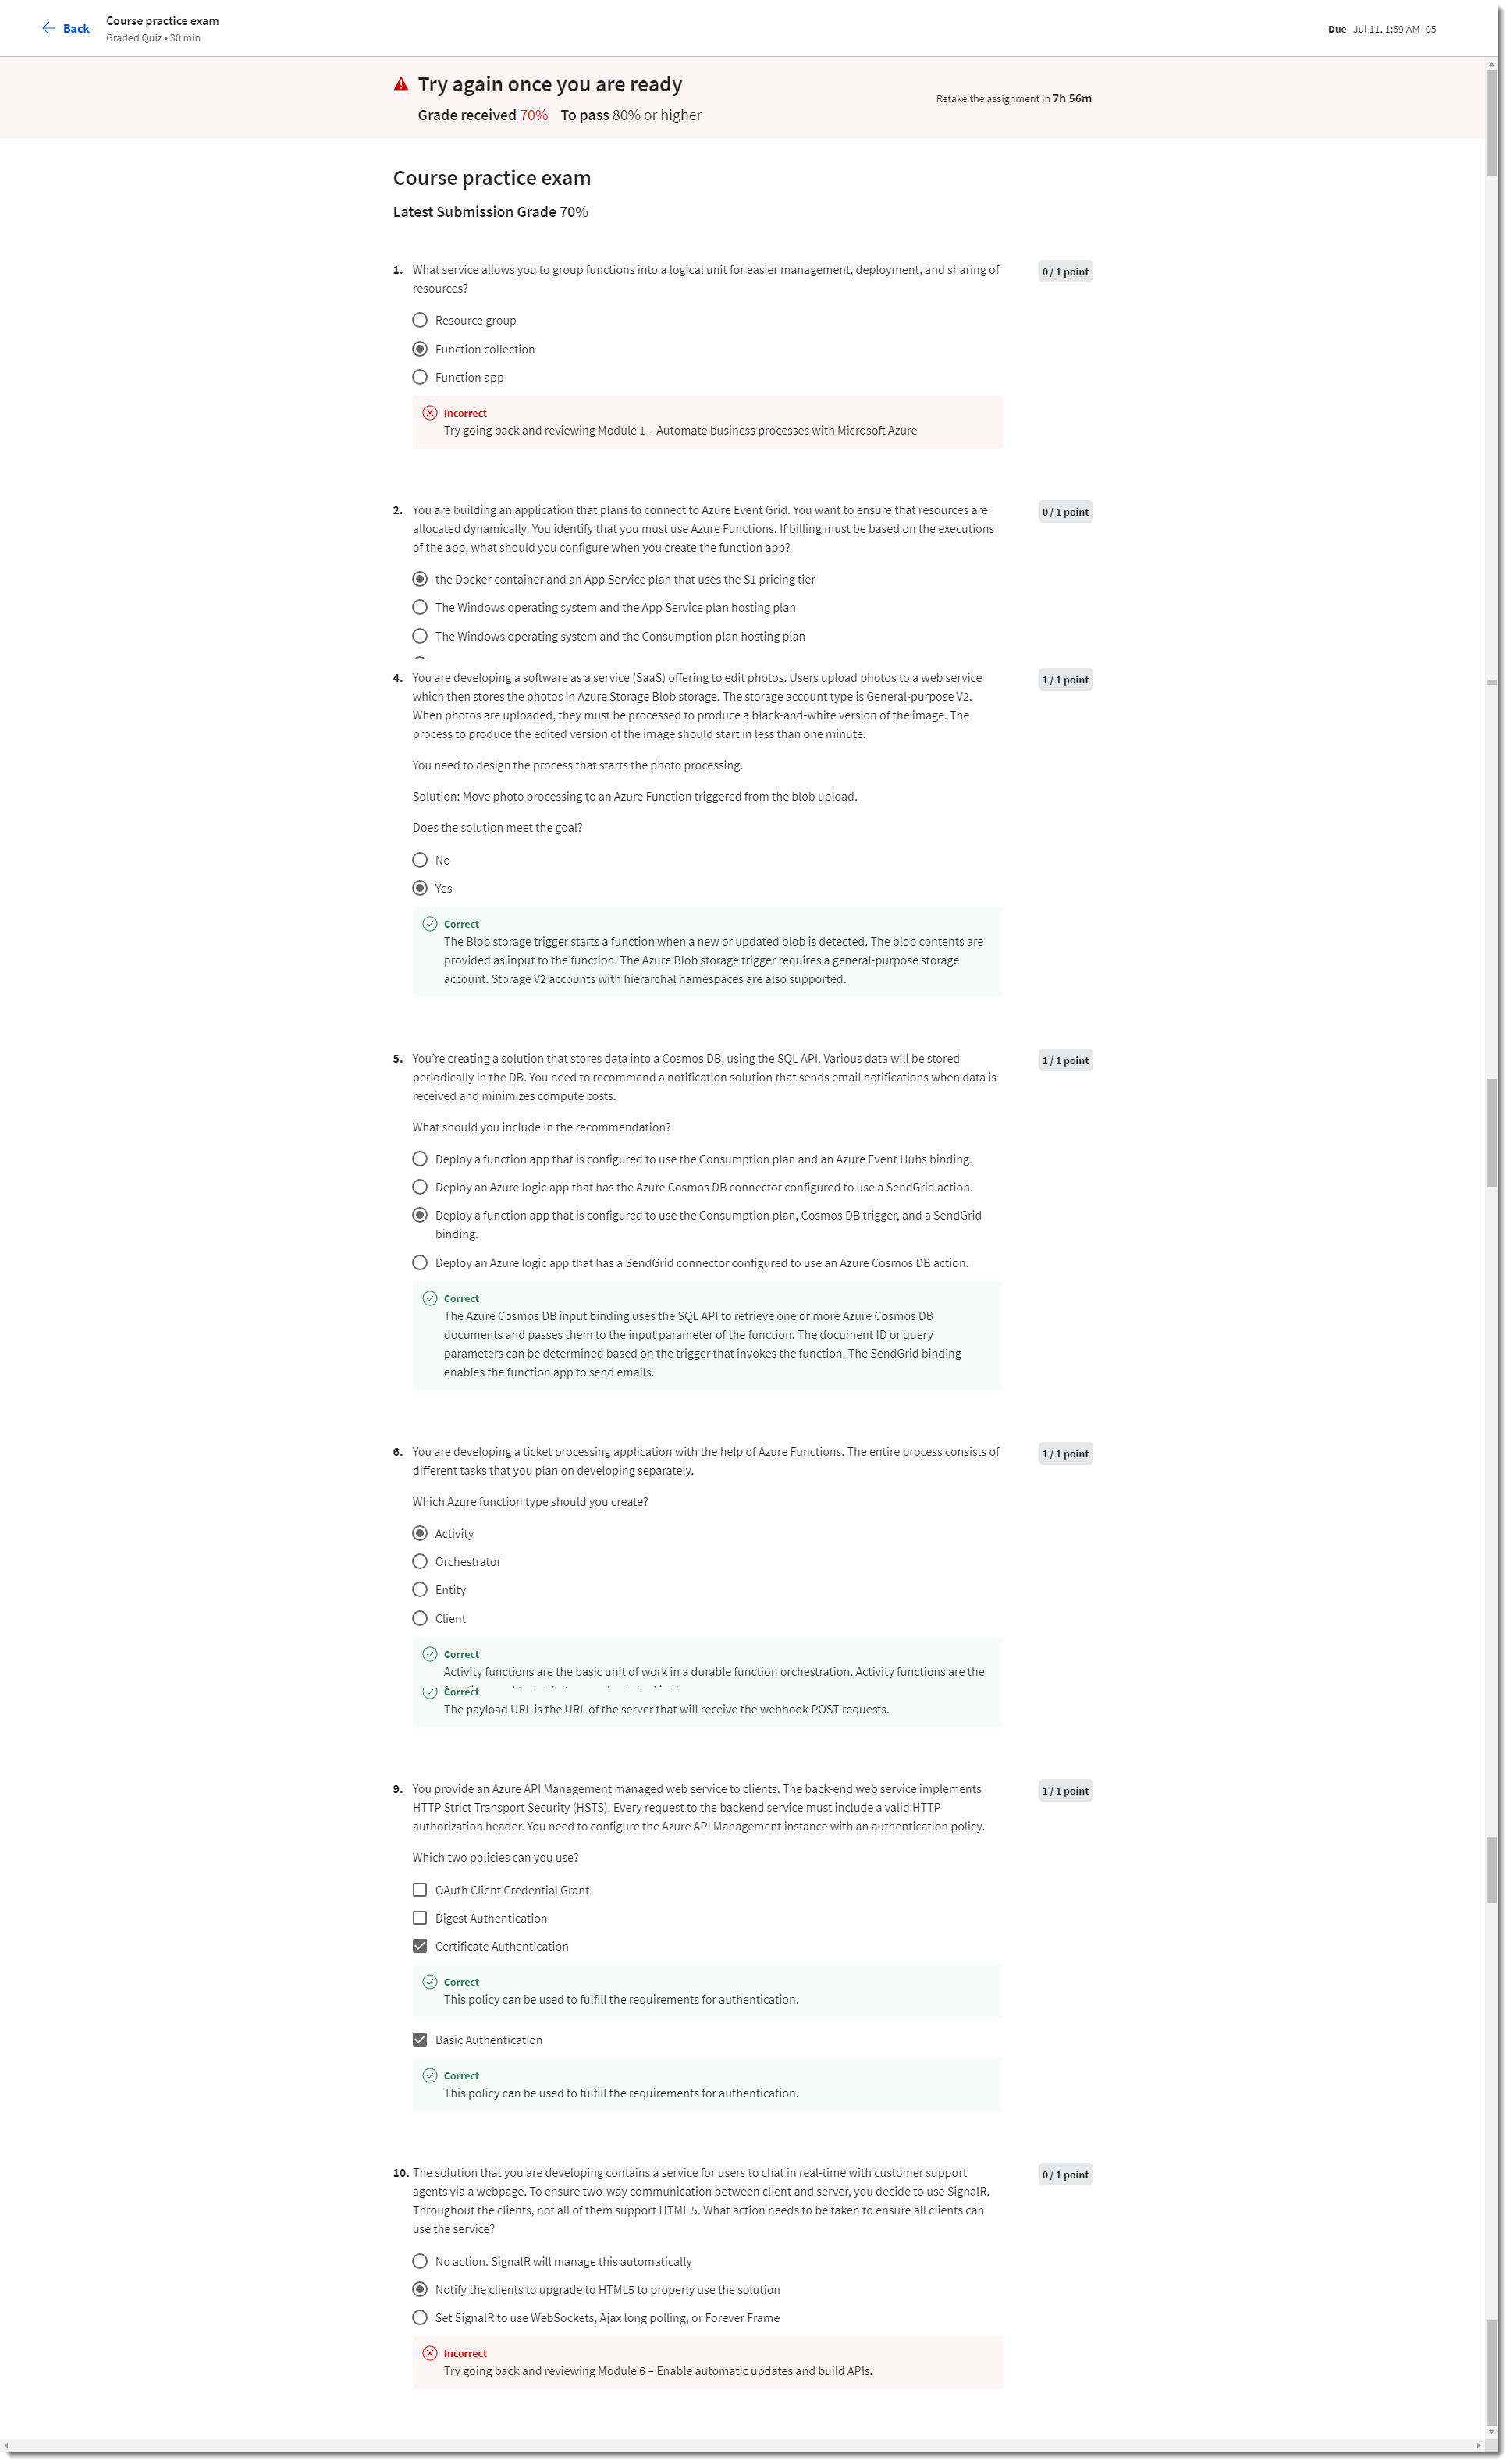 Back
Course practice exam
Graded Quiz • 30 min
Due Jul 11, 1:59 AM -05
Try again once you are ready
Grade received 70% To pass 80% or higher
Retake the assignment in 7h 56m
Course practice exam
Latest Submission Grade 70%
1. What service allows you to group functions into a logical unit for easier management, deployment, and sharing of
resources?
0 / 1 point
Resource group
Function collection
Function app
Incorrect
Try going back and reviewing Module 1 – Automate business processes with Microsoft Azure
2. You are building an application that plans to connect to Azure Event Grid. You want to ensure that resources are
allocated dynamically. You identify that you must use Azure Functions. If billing must be based on the executions
of the app, what should you configure when you create the function app?
0 / 1 point
the Docker container and an App Service plan that uses the S1 pricing tier
The Windows operating system and the App Service plan hosting plan
The Windows operating system and the Consumption plan hosting plan
4. You are developing a software as a service (SaaS) offering to edit photos. Users upload photos to a web service
which then stores the photos in Azure Storage Blob storage. The storage account type is General-purpose V2.
When photos are uploaded, they must be processed to produce a black-and-white version of the image. The
process to produce the edited version of the image should start in less than one minute.
1 / 1 point
You need to design the process that starts the photo processing.
Solution: Move photo processing to an Azure Function triggered from the blob upload.
Does the solution meet the goal?
No
Yes
Correct
The Blob storage trigger starts a function when a new or updated blob is detected. The blob contents are
provided as input to the function. The Azure Blob storage trigger requires a general-purpose storage
account. Storage V2 accounts with hierarchal namespaces are also supported.
5. You’re creating a solution that stores data into a Cosmos DB, using the SQL API. Various data will be stored
periodically in the DB. You need to recommend a notification solution that sends email notifications when data is
received and minimizes compute costs.
1 / 1 point
What should you include in the recommendation?
Deploy a function app that is configured to use the Consumption plan and an Azure Event Hubs binding.
Deploy an Azure logic app that has the Azure Cosmos DB connector configured to use a SendGrid action.
Deploy a function app that is configured to use the Consumption plan, Cosmos DB trigger, and a SendGrid
binding.
Deploy an Azure logic app that has a SendGrid connector configured to use an Azure Cosmos DB action.
Correct
The Azure Cosmos DB input binding uses the SQL API to retrieve one or more Azure Cosmos DB
documents and passes them to the input parameter of the function. The document ID or query
parameters can be determined based on the trigger that invokes the function. The SendGrid binding
enables the function app to send emails.
6. You are developing a ticket processing application with the help of Azure Functions. The entire process consists of
different tasks that you plan on developing separately.
1 / 1 point
Which Azure function type should you create?
Activity
Orchestrator
Entity
Client
Correct
Activity functions are the basic unit of work in a durable function orchestration. Activity functions are the
Correct
The payload URL is the URL of the server that will receive the webhook POST requests.
9. You provide an Azure API Management managed web service to clients. The back-end web service implements
HTTP Strict Transport Security (HSTS). Every request to the backend service must include a valid HTTP
authorization header. You need to configure the Azure API Management instance with an authentication policy.
1 / 1 point
Which two policies can you use?
OAuth Client Credential Grant
Digest Authentication
Certificate Authentication
Correct
This policy can be used to fulfill the requirements for authentication.
Basic Authentication
Correct
This policy can be used to fulfill the requirements for authentication.
10. The solution that you are developing contains a service for users to chat in real-time with customer support
agents via a webpage. To ensure two-way communication between client and server, you decide to use SignalR.
Throughout the clients, not all of them support HTML 5. What action needs to be taken to ensure all clients can
use the service?
0 / 1 point
No action. SignalR will manage this automatically
Notify the clients to upgrade to HTML5 to properly use the solution
Set SignalR to use WebSockets, Ajax long polling, or Forever Frame
Incorrect
Try going back and reviewing Module 6 – Enable automatic updates and build APIs.